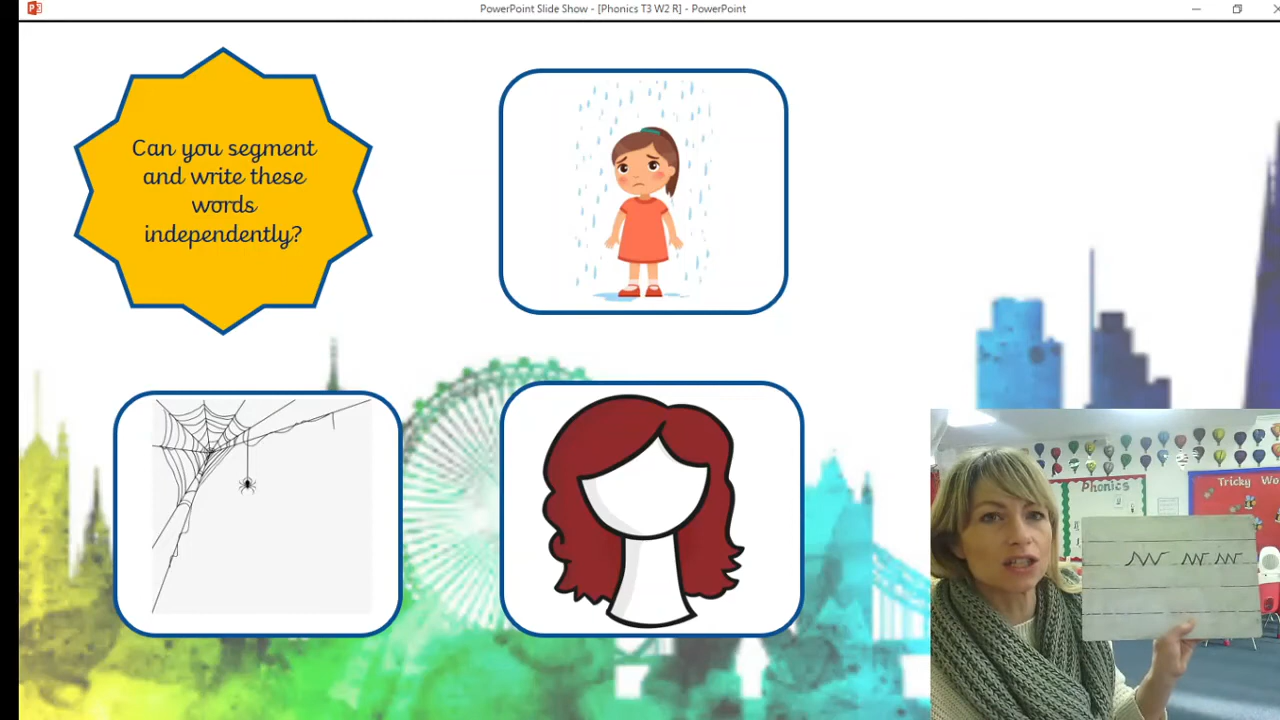 PowerPoint Slide Show - [Phonics T3 W2 R] - PowerPoint
Can you segment
and write these
words
independently?
Phonics
Tricky Wo